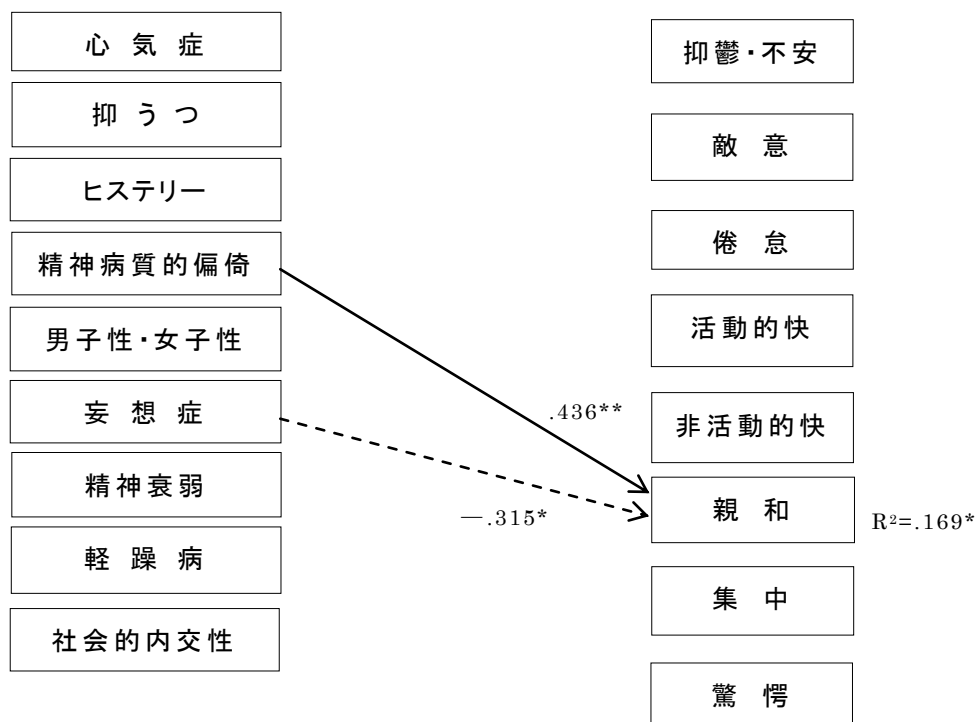 心気症
抑うつ
ヒステリー
精神病質的偏倚
男子性・女子性
妄想症
精神衰弱
軽躁病
社会的内交性
抑鬱・不安
敵意
倦怠
活動的快
非活動的快
親和
集中
驚愕
.436**
―.315*
R²=.169*